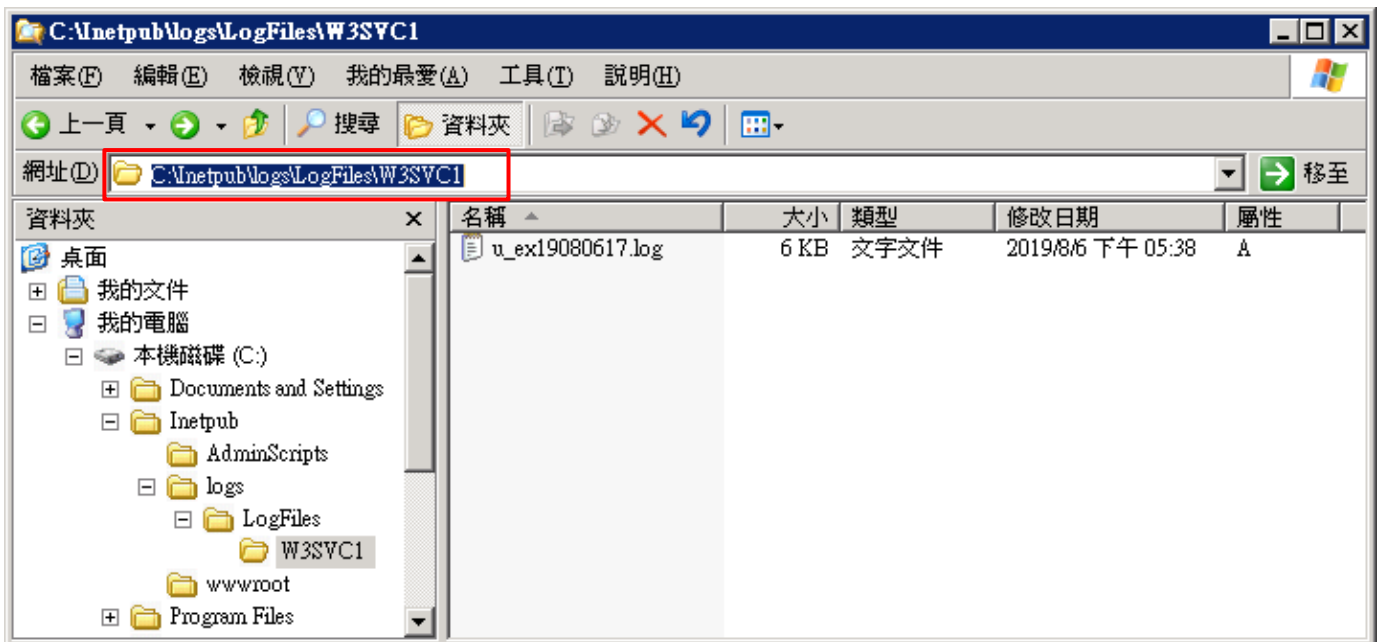 C:\Inetpub\logs\LogFiles\W3SVC1
檔案(F) 編輯(E) 檢視(V) 我的最愛(A) 工具(T) 說明(H)
上一頁 搜尋 資料夾
網址(D) C:\Inetpub\logs\LogFiles\W3SVC1 移至
資料夾 x 名稱 大小 類型 修改日期 屬性
u_ex19080617.log 6 KB 文字文件 2019/8/6 下午 05:38 A
桌面
我的文件
我的電腦
本機磁碟 (C:)
Documents and Settings
Inetpub
AdminScripts
logs
LogFiles
W3SVC1
wwwroot
Program Files